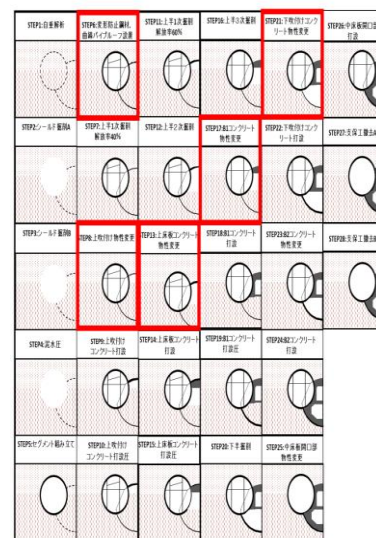 STEP1:自重解析
STEP2:シールド掘削A
STEP3:シールド掘削B
STEP4:泥水圧
STEP5:セグメント組み立て
STEP6:変形防止鋼材,
曲線パイプルーフ設置
STEP7:上半1次掘削
解放率40%
STEP8:上吹付け物性変更
STEP9:上吹付け
コンクリート打設
STEP10:上吹付け
コンクリート打設圧
STEP11:上半1次掘削
解放率60%
STEP12:上半2次掘削
STEP13:上床板コンクリート
物性変更
STEP14:上床板コンクリート
打設
STEP15:上床板コンクリート
打設圧
STEP16:上半3次掘削
STEP17:B1コンクリート
物性変更
STEP18:B1コンクリート
打設
STEP19:B1コンクリート
打設圧
STEP20:下半掘削
STEP21:下吹付けコンク
リート物性変更
STEP22:下吹付けコンク
リート打設
STEP23:B2コンクリート
物性変更
STEP24:B2コンクリート
打設
STEP25:中床板開口部
物性変更
STEP26:中床板開口部
打設
STEP27:支保工撤去A
STEP28:支保工撤去B